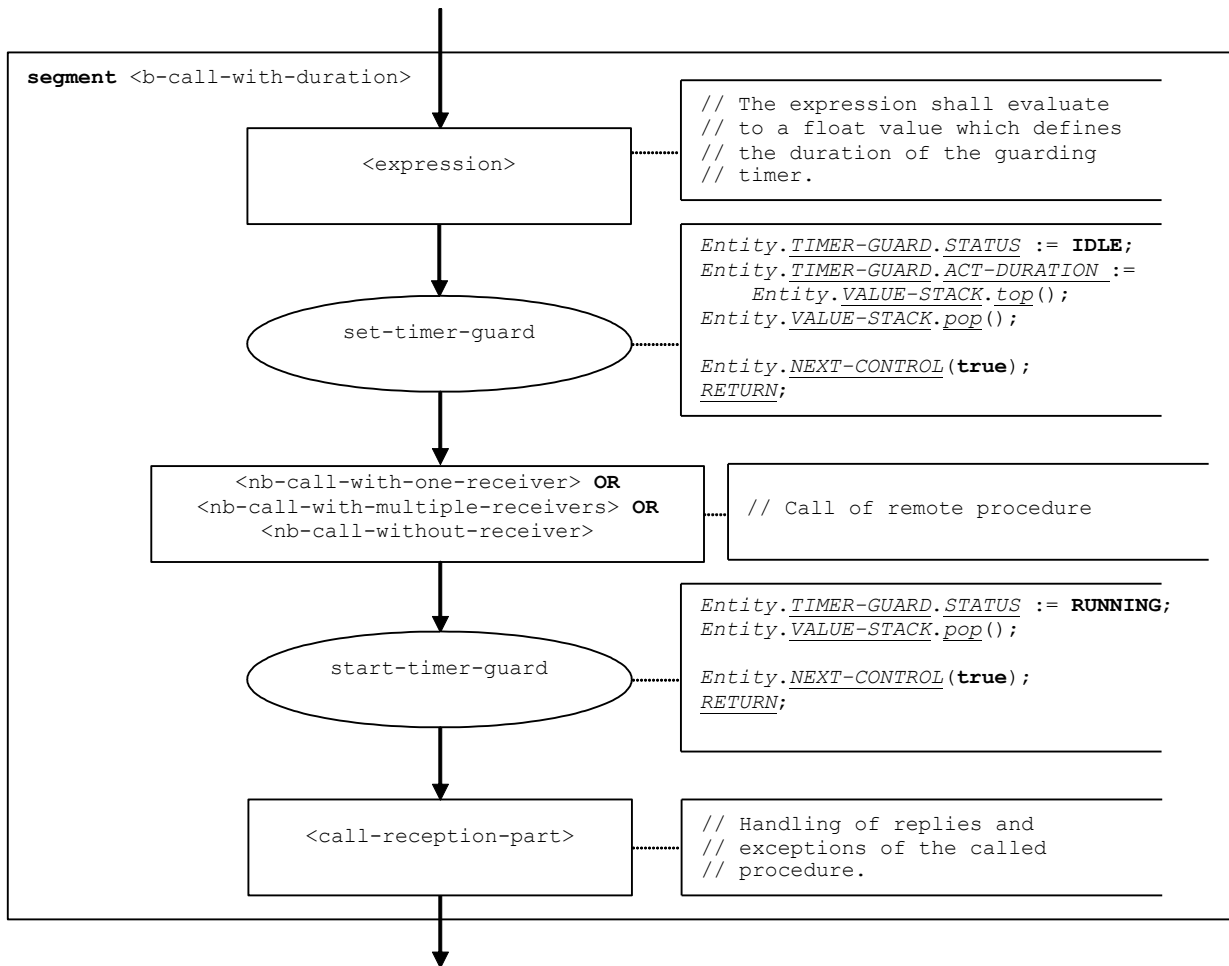 segment <b-call-with-duration>
<expression>
// The expression shall evaluate
// to a float value which defines
// the duration of the guarding
// timer.
set-timer-guard
Entity.TIMER-GUARD.STATUS := IDLE;
Entity.TIMER-GUARD.ACT-DURATION :=
Entity.VALUE-STACK.top();
Entity.VALUE-STACK.pop();
Entity.NEXT-CONTROL(true);
RETURN;
<nb-call-with-one-receiver> OR
<nb-call-with-multiple-receivers> OR
<nb-call-without-receiver>
// Call of remote procedure
start-timer-guard
Entity.TIMER-GUARD.STATUS := RUNNING;
Entity.VALUE-STACK.pop();
Entity.NEXT-CONTROL(true);
RETURN;
<call-reception-part>
// Handling of replies and
// exceptions of the called
// procedure.